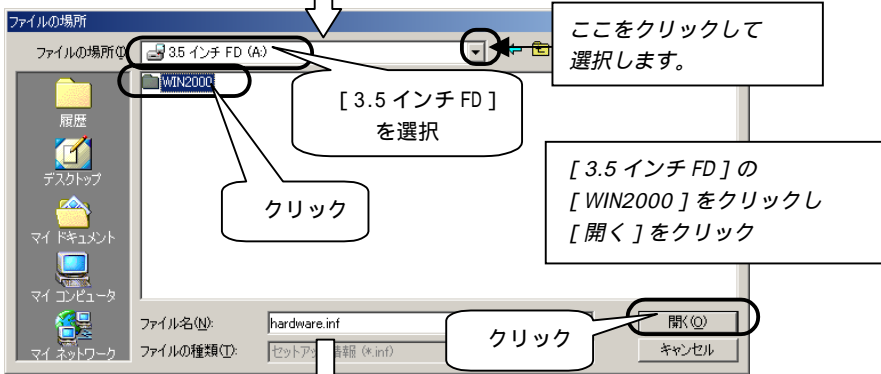 ファイルの場所
ファイルの場所(I):
3.5 インチ FD (A:)
ここをクリックして
選択します。
WIN2000
[ 3.5 インチ FD ]
を選択
履歴
デスクトップ
マイ ドキュメント
マイ コンピュータ
マイ ネットワーク
クリック
[ 3.5 インチ FD ] の
[ WIN2000 ] をクリックし
[ 開く ] をクリック
ファイル名(N):
hardware.inf
クリック
開く(O)
ファイルの種類(T):
セットアップ情報 (*.inf)
キャンセル